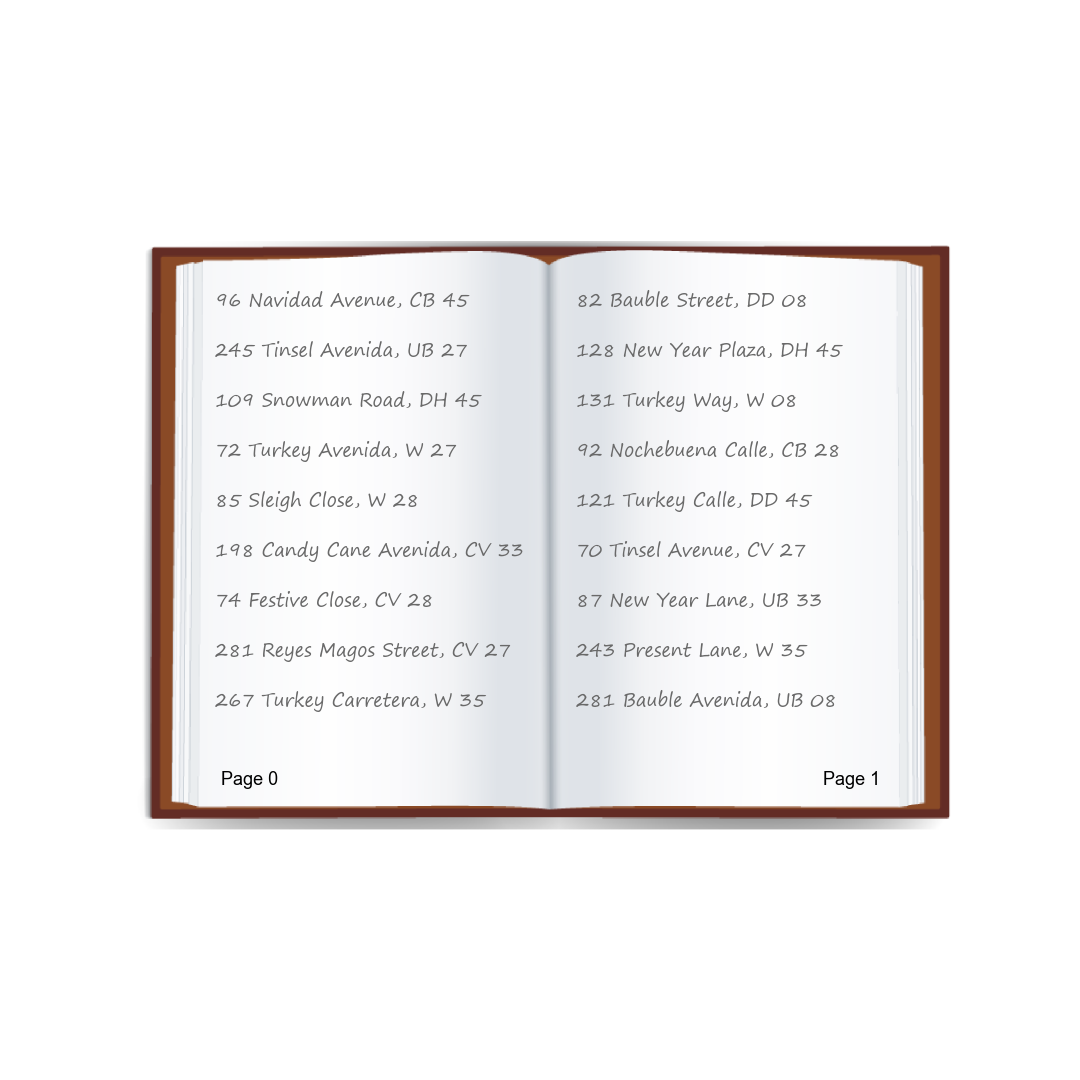 96 Navidad Avenue, CB 45
245 Tinsel Avenida, UB 27
109 Snowman Road, DH 45
72 Turkey Avenida, W 27
85 Sleigh Close, W 28
198 Candy Cane Avenida, CV 33
74 Festive Close, CV 28
281 Reyes Magos Street, CV 27
267 Turkey Carretera, W 35
Page 0
82 Bauble Street, DD 08
128 New Year Plaza, DH 45
131 Turkey Way, W 08
92 Nochebuena Calle, CB 28
121 Turkey Calle, DD 45
70 Tinsel Avenue, CV 27
87 New Year Lane, UB 33
243 Present Lane, W 35
281 Bauble Avenida, UB 08
Page 1